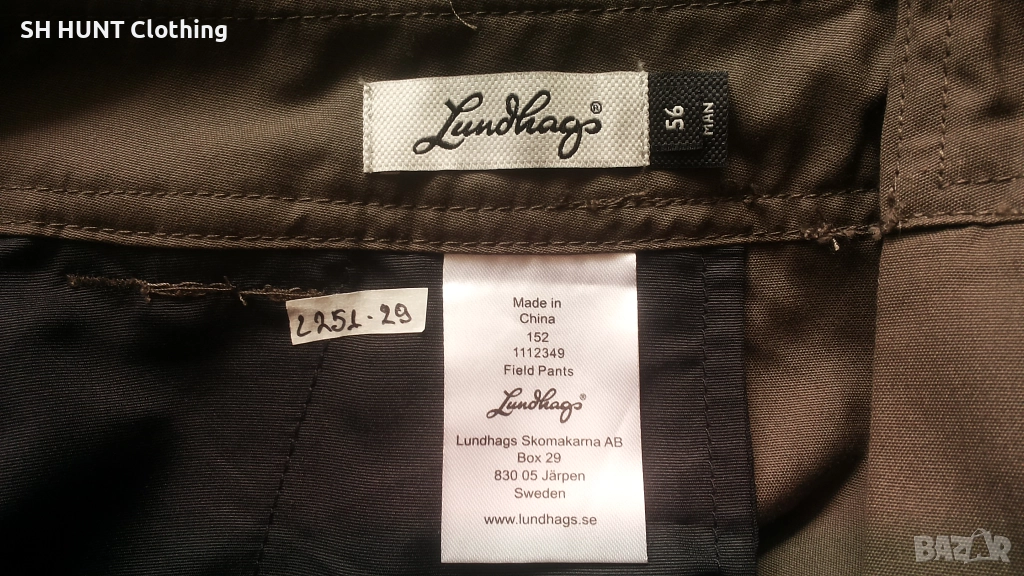 SH HUNT Clothing
Lundhags®
56
MAN
2251-29
Made in
China
152
1112349
Field Pants
Lundhags®
Lundhags Skomakarna AB
Box 29
830 05 Järpen
Sweden
www.lundhags.se
BAZAR